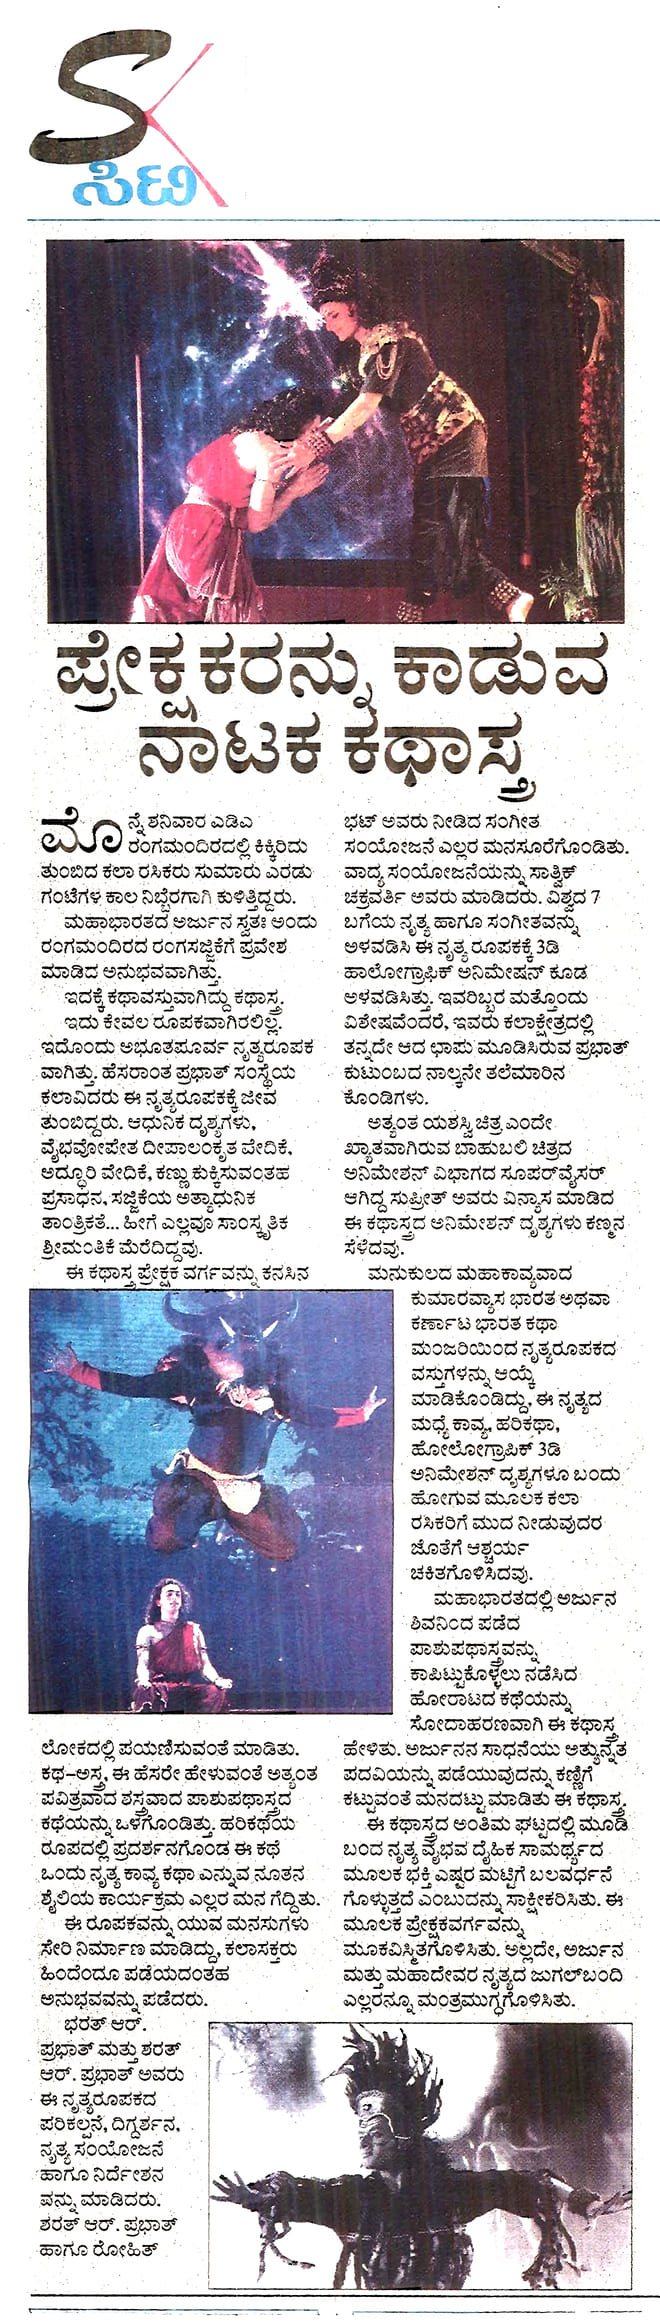 S
ಸಿಟಿ
ಪ್ರೇಕ್ಷಕರನ್ನು ಕಾಡುವ
ನಾಟಕ ಕಥಾಸ್ತ್ರ
ಮೊನ್ನೆ ಶನಿವಾರ ಎಡಿಎ
ರಂಗಮಂದಿರದಲ್ಲಿ ಕಿಕ್ಕಿರಿದು
ತುಂಬಿದ ಕಲಾ ರಸಿಕರು ಸುಮಾರು ಎರಡು
ಗಂಟೆಗಳ ಕಾಲ ನಿಬ್ಬೆರಗಾಗಿ ಕುಳಿತ್ತಿದ್ದರು.
ಮಹಾಭಾರತದ ಅರ್ಜುನ ಸ್ವತಃ ಅಂದು
ರಂಗಮಂದಿರದ ರಂಗಸಜ್ಜಿಕೆಗೆ ಪ್ರವೇಶ
ಮಾಡಿದ ಅನುಭವವಾಗಿತ್ತು.
ಇದಕ್ಕೆ ಕಥಾವಸ್ತುವಾಗಿದ್ದು ಕಥಾಸ್ತ್ರ.
ಇದು ಕೇವಲ ರೂಪಕವಾಗಿರಲಿಲ್ಲ.
ಇದೊಂದು ಅಭೂತಪೂರ್ವ ನೃತ್ಯರೂಪಕ
ವಾಗಿತ್ತು. ಹೆಸರಾಂತ ಪ್ರಭಾತ್ ಸಂಸ್ಥೆಯ
ಕಲಾವಿದರು ಈ ನೃತ್ಯರೂಪಕಕ್ಕೆ ಜೀವ
ತುಂಬಿದ್ದರು. ಆಧುನಿಕ ದೃಶ್ಯಗಳು,
ವೈಭವೋಪೇತ ದೀಪಾಲಂಕೃತ ವೇದಿಕೆ,
ಅದ್ಧೂರಿ ವೇದಿಕೆ, ಕಣ್ಣು ಕುಕ್ಕಿಸುವಂತಹ
ಪ್ರಸಾಧನ, ಸಜ್ಜಿಕೆಯ ಅತ್ಯಾಧುನಿಕ
ತಾಂತ್ರಿಕತೆ... ಹೀಗೆ ಎಲ್ಲವೂ ಸಾಂಸ್ಕೃತಿಕ
ಶ್ರೀಮಂತಿಕೆ ಮೆರೆದಿದ್ದವು.
ಈ ಕಥಾಸ್ತ್ರ ಪ್ರೇಕ್ಷಕ ವರ್ಗವನ್ನು ಕನಸಿನ
ಲೋಕದಲ್ಲಿ ಪಯಣಿಸುವಂತೆ ಮಾಡಿತು.
ಕಥ-ಅಸ್ತ್ರ, ಈ ಹೆಸರೇ ಹೇಳುವಂತೆ ಅತ್ಯಂತ
ಪವಿತ್ರವಾದ ಶಸ್ತ್ರವಾದ ಪಾಶುಪಥಾಸ್ತ್ರದ
ಕಥೆಯನ್ನು ಒಳಗೊಂಡಿತ್ತು. ಹರಿಕಥೆಯ
ರೂಪದಲ್ಲಿ ಪ್ರದರ್ಶನಗೊಂಡ ಈ ಕಥೆ
ಒಂದು ನೃತ್ಯ ಕಾವ್ಯ ಕಥಾ ಎನ್ನುವ ನೂತನ
ಶೈಲಿಯ ಕಾರ್ಯಕ್ರಮ ಎಲ್ಲರ ಮನ ಗೆದ್ದಿತು.
ಈ ರೂಪಕವನ್ನು ಯುವ ಮನಸುಗಳು
ಸೇರಿ ನಿರ್ಮಾಣ ಮಾಡಿದ್ದು, ಕಲಾಸಕ್ತರು
ಹಿಂದೆಂದೂ ಪಡೆಯದಂತಹ
ಅನುಭವವನ್ನು ಪಡೆದರು.
ಭರತ್ ಆರ್.
ಪ್ರಭಾತ್ ಮತ್ತು ಶರತ್
ಆರ್. ಪ್ರಭಾತ್ ಅವರು
ಈ ನೃತ್ಯರೂಪಕದ
ಪರಿಕಲ್ಪನೆ, ದಿಗ್ದರ್ಶನ,
ನೃತ್ಯ ಸಂಯೋಜನೆ
ಹಾಗೂ ನಿರ್ದೇಶನ
ವನ್ನು ಮಾಡಿದರು.
ಶರತ್ ಆರ್. ಪ್ರಭಾತ್
ಹಾಗೂ ರೋಹಿತ್
ಭಟ್ ಅವರು ನೀಡಿದ ಸಂಗೀತ
ಸಂಯೋಜನೆ ಎಲ್ಲರ ಮನಸೂರೆಗೊಂಡಿತು.
ವಾದ್ಯ ಸಂಯೋಜನೆಯನ್ನು ಸಾತ್ವಿಕ್
ಚಕ್ರವರ್ತಿ ಅವರು ಮಾಡಿದರು. ವಿಶ್ವದ 7
ಬಗೆಯ ನೃತ್ಯ ಹಾಗೂ ಸಂಗೀತವನ್ನು
ಅಳವಡಿಸಿ ಈ ನೃತ್ಯ ರೂಪಕಕ್ಕೆ 3ಡಿ
ಹಾಲೋಗ್ರಾಫಿಕ್ ಅನಿಮೇಷನ್ ಕೂಡ
ಅಳವಡಿಸಿತ್ತು. ಇವರಿಬ್ಬರ ಮತ್ತೊಂದು
ವಿಶೇಷವೆಂದರೆ, ಇವರು ಕಲಾಕ್ಷೇತ್ರದಲ್ಲಿ
ತನ್ನದೇ ಆದ ಛಾಪು ಮೂಡಿಸಿರುವ ಪ್ರಭಾತ್
ಕುಟುಂಬದ ನಾಲ್ಕನೇ ತಲೆಮಾರಿನ
ಕೊಂಡಿಗಳು.
ಅತ್ಯಂತ ಯಶಸ್ವಿ ಚಿತ್ರ ಎಂದೇ
ಖ್ಯಾತವಾಗಿರುವ ಬಾಹುಬಲಿ ಚಿತ್ರದ
ಅನಿಮೇಶನ್ ವಿಭಾಗದ ಸೂಪರ್‌ವೈಸರ್
ಆಗಿದ್ದ ಸುಪ್ರೀತ್ ಅವರು ವಿನ್ಯಾಸ ಮಾಡಿದ
ಈ ಕಥಾಸ್ತ್ರದ ಅನಿಮೇಶನ್ ದೃಶ್ಯಗಳು ಕಣ್ಮನ
ಸೆಳೆದವು.
ಮನುಕುಲದ ಮಹಾಕಾವ್ಯವಾದ
ಕುಮಾರವ್ಯಾಸ ಭಾರತ ಅಥವಾ
ಕರ್ಣಾಟ ಭಾರತ ಕಥಾ
ಮಂಜರಿಯಿಂದ ನೃತ್ಯರೂಪಕದ
ವಸ್ತುಗಳನ್ನು ಆಯ್ಕೆ
ಮಾಡಿಕೊಂಡಿದ್ದು, ಈ ನೃತ್ಯದ
ಮಧ್ಯೆ ಕಾವ್ಯ, ಹರಿಕಥಾ,
ಹೋಲೋಗ್ರಾಪಿಕ್ 3ಡಿ
ಅನಿಮೇಶನ್ ದೃಶ್ಯಗಳೂ ಬಂದು
ಹೋಗುವ ಮೂಲಕ ಕಲಾ
ರಸಿಕರಿಗೆ ಮುದ ನೀಡುವುದರ
ಜೊತೆಗೆ ಆಶ್ಚರ್ಯ
ಚಕಿತಗೊಳಿಸಿದವು.
ಮಹಾಭಾರತದಲ್ಲಿ ಅರ್ಜುನ
ಶಿವನಿಂದ ಪಡೆದ
ಪಾಶುಪಥಾಸ್ತ್ರವನ್ನು
ಕಾಪಿಟ್ಟುಕೊಳ್ಳಲು ನಡೆಸಿದ
ಹೋರಾಟದ ಕಥೆಯನ್ನು
ಸೋದಾಹರಣವಾಗಿ ಈ ಕಥಾಸ್ತ್ರ
ಹೇಳಿತು. ಅರ್ಜುನನ ಸಾಧನೆಯು ಅತ್ಯುನ್ನತ
ಪದವಿಯನ್ನು ಪಡೆಯುವುದನ್ನು ಕಣ್ಣಿಗೆ
ಕಟ್ಟುವಂತೆ ಮನದಟ್ಟು ಮಾಡಿತು ಈ ಕಥಾಸ್ತ್ರ.
ಈ ಕಥಾಸ್ತ್ರದ ಅಂತಿಮ ಘಟ್ಟದಲ್ಲಿ ಮೂಡಿ
ಬಂದ ನೃತ್ಯ ವೈಭವ ದೈಹಿಕ ಸಾಮರ್ಥ್ಯದ
ಮೂಲಕ ಭಕ್ತಿ ಎಷ್ಟರ ಮಟ್ಟಿಗೆ ಬಲವರ್ಧನೆ
ಗೊಳ್ಳುತ್ತದೆ ಎಂಬುದನ್ನು ಸಾಕ್ಷೀಕರಿಸಿತು. ಈ
ಮೂಲಕ ಪ್ರೇಕ್ಷಕವರ್ಗವನ್ನು
ಮೂಕವಿಸ್ಮಿತಗೊಳಿಸಿತು. ಅಲ್ಲದೇ, ಅರ್ಜುನ
ಮತ್ತು ಮಹಾದೇವರ ನೃತ್ಯದ ಜುಗಲ್‌ಬಂದಿ
ಎಲ್ಲರನ್ನೂ ಮಂತ್ರಮುಗ್ಧಗೊಳಿಸಿತು.